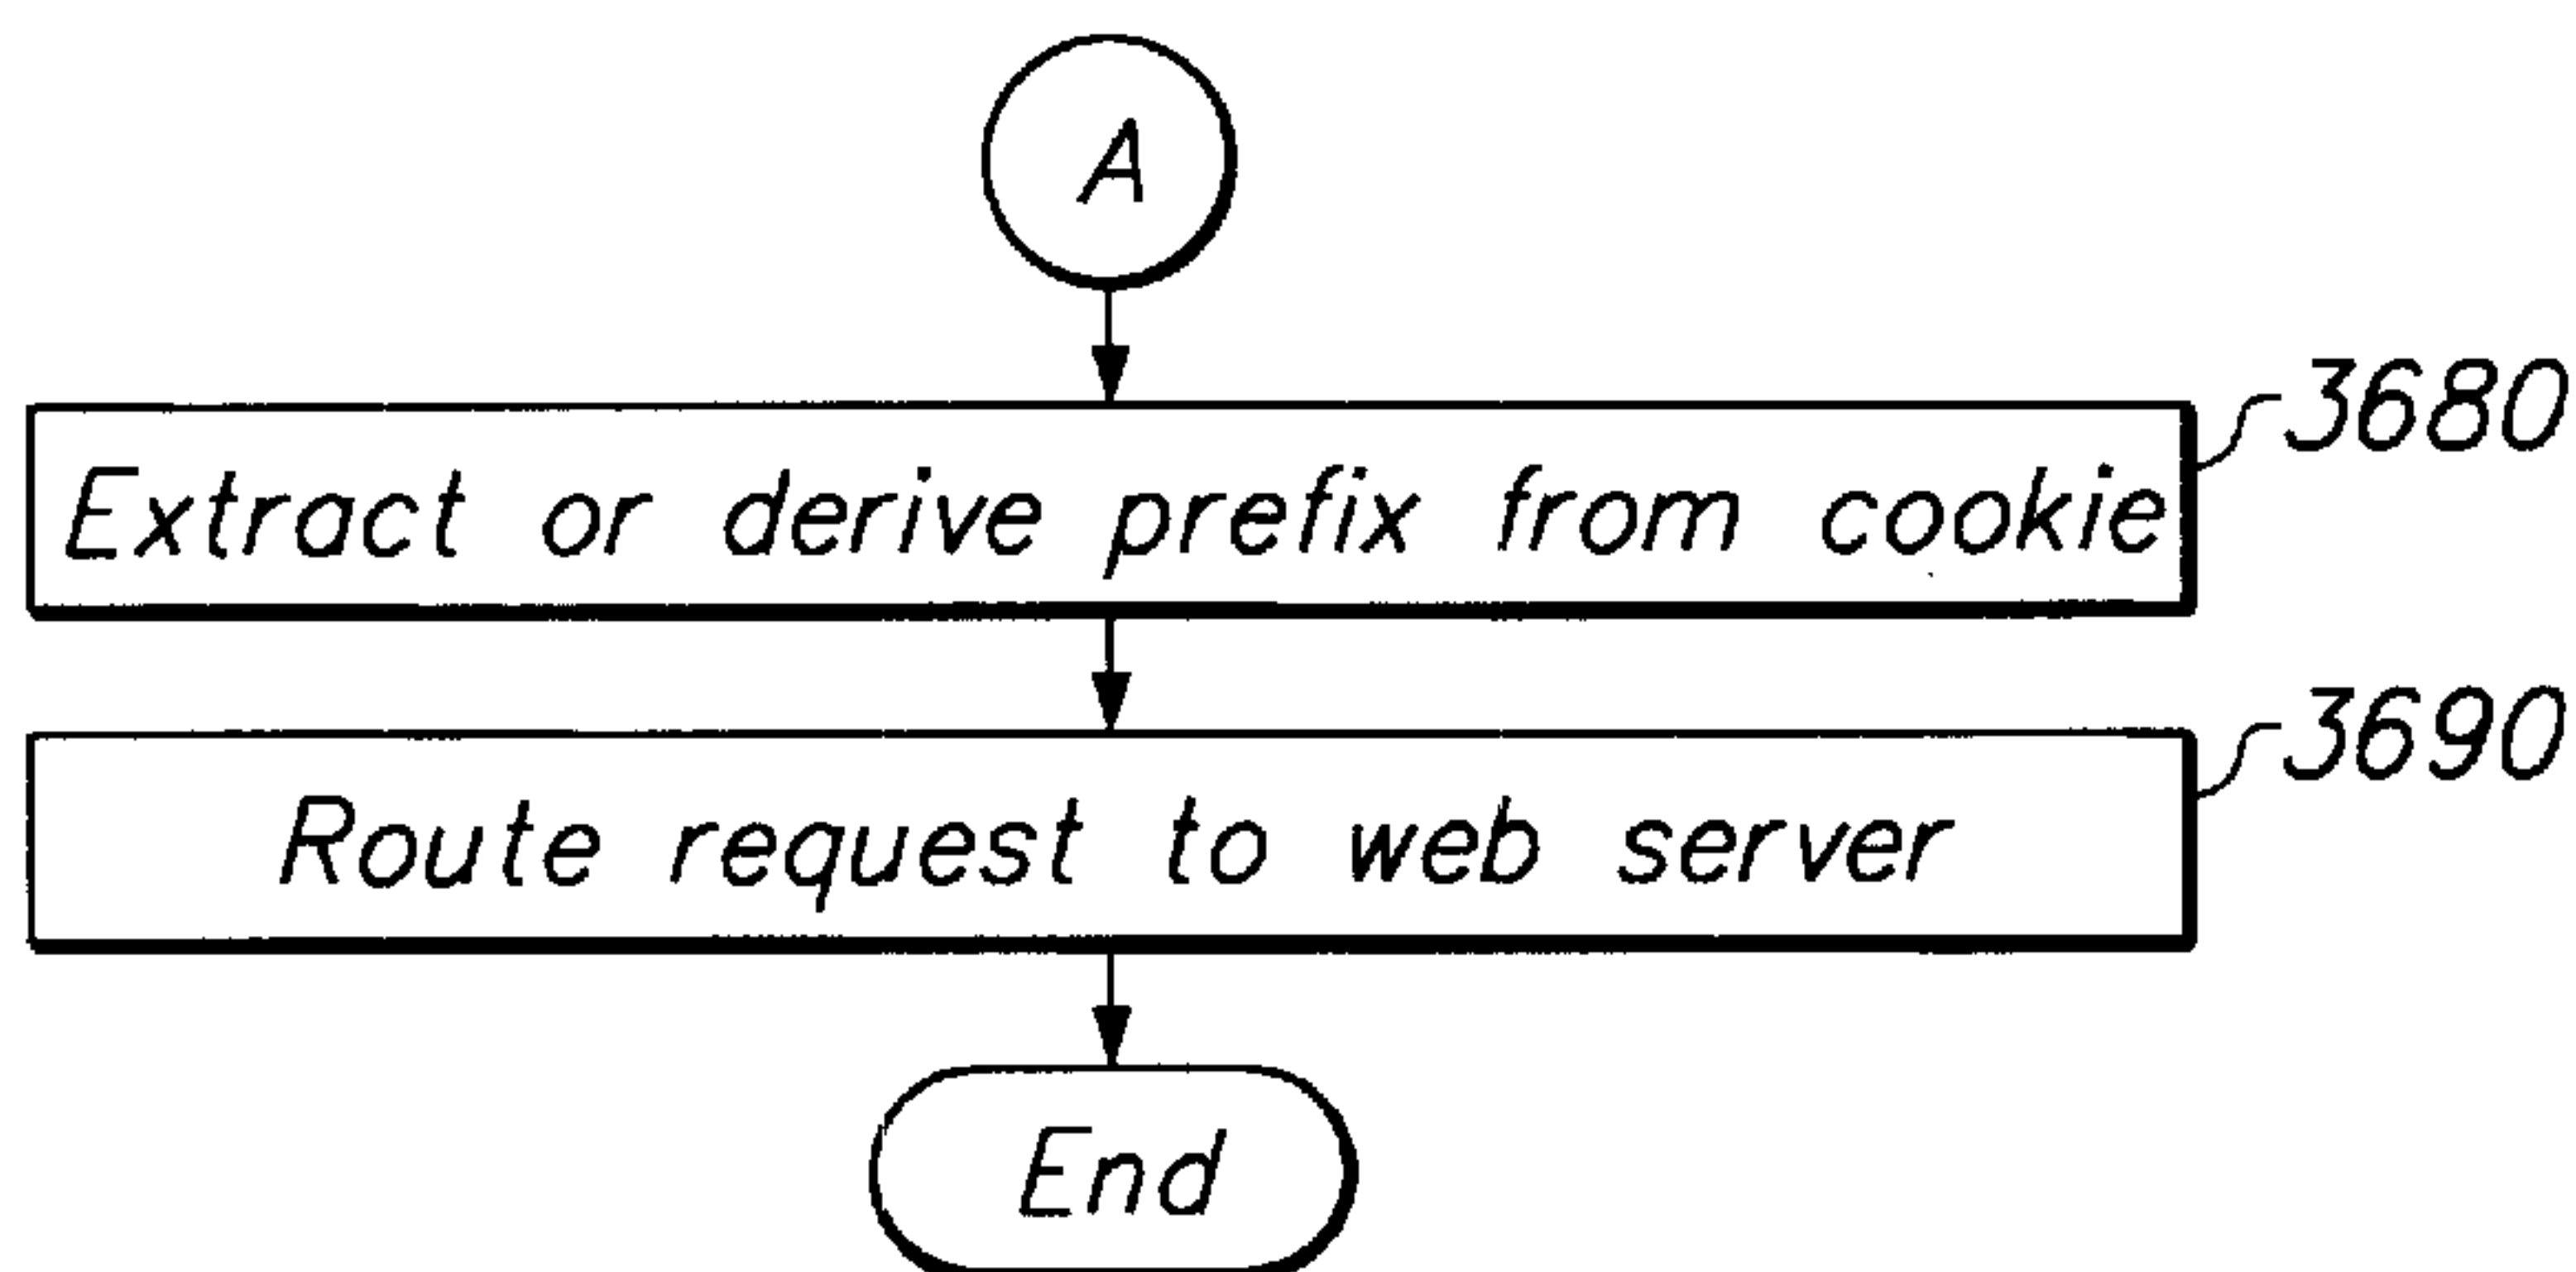 A
3680
Extract or derive prefix from cookie
3690
Route request to web server
End